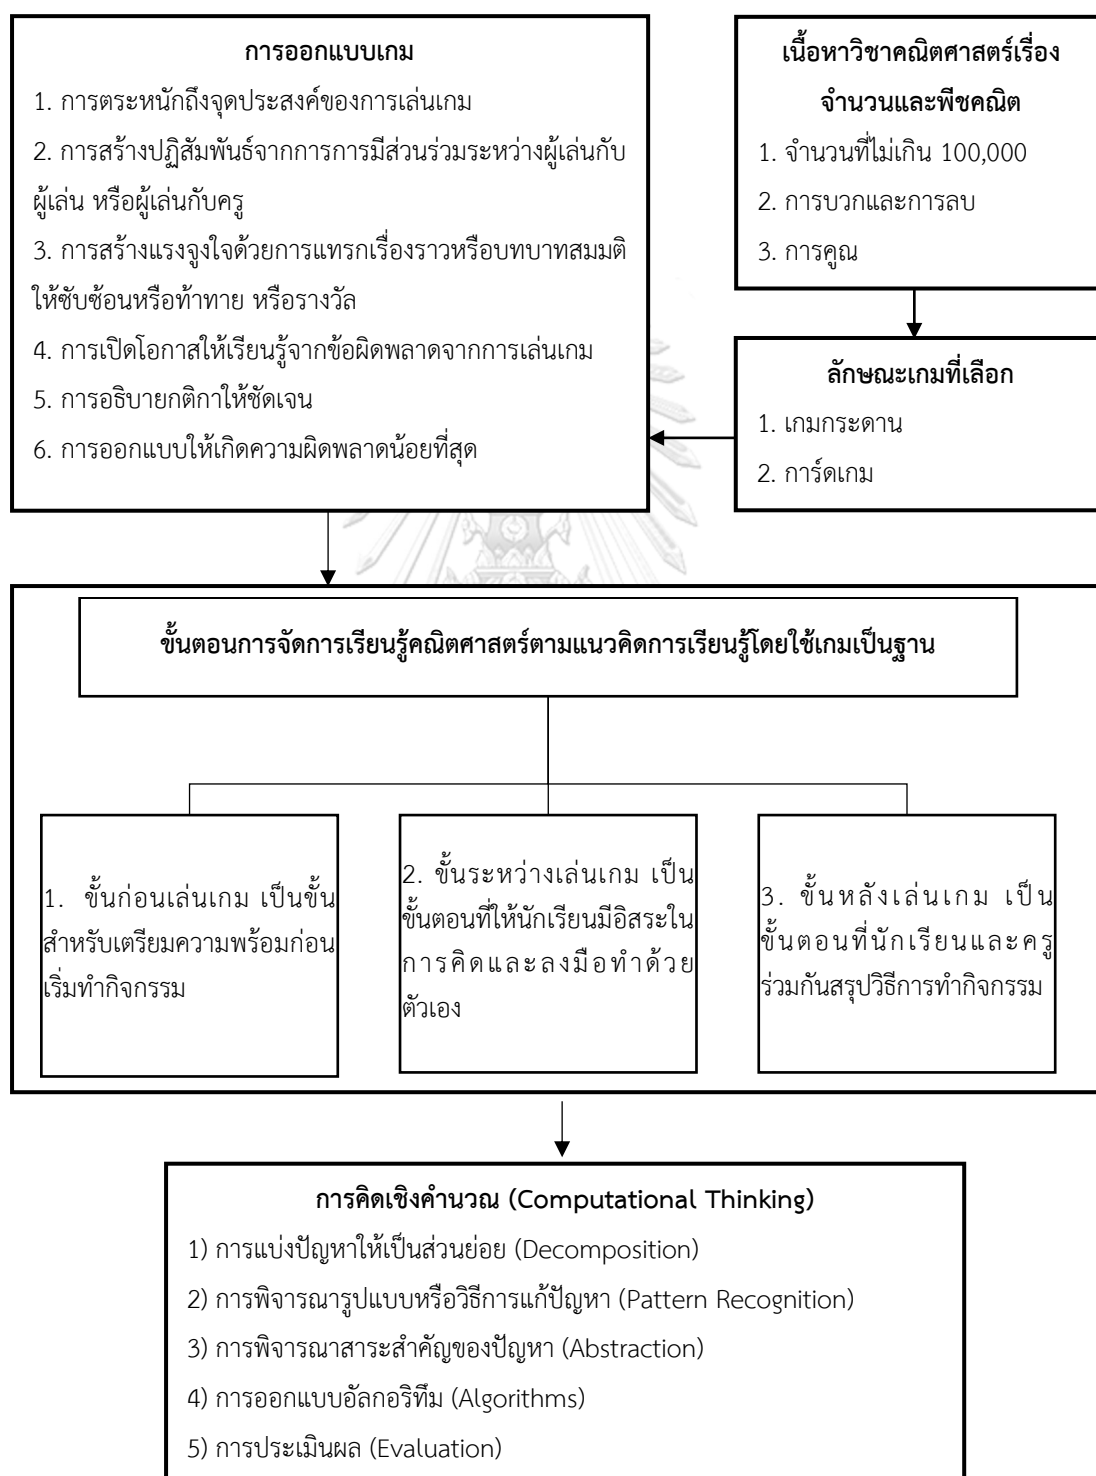 การออกแบบเกม
1. การตระหนักถึงจุดประสงค์ของการเล่นเกม
2. การสร้างปฏิสัมพันธ์จากการการมีส่วนร่วมระหว่างผู้เล่นกับ
ผู้เล่น หรือผู้เล่นกับครู
3. การสร้างแรงจูงใจด้วยการแทรกเรื่องราวหรือบทบาทสมมติ
ให้ซับซ้อนหรือท้าทาย หรือรางวัล
4. การเปิดโอกาสให้เรียนรู้จากข้อผิดพลาดจากการเล่นเกม
5. การอธิบายกติกาให้ชัดเจน
6. การออกแบบให้เกิดความผิดพลาดน้อยที่สุด
เนื้อหาวิชาคณิตศาสตร์เรื่อง
จำนวนและพีชคณิต
1. จำนวนที่ไม่เกิน 100,000
2. การบวกและการลบ
3. การคูณ
ลักษณะเกมที่เลือก
1. เกมกระดาน
2. การ์ดเกม
ขั้นตอนการจัดการเรียนรู้คณิตศาสตร์ตามแนวคิดการเรียนรู้โดยใช้เกมเป็นฐาน
1. ขั้นก่อนเล่นเกม เป็นขั้น
สำหรับเตรียมความพร้อมก่อน
เริ่มทำกิจกรรม
2. ขั้นระหว่างเล่นเกม เป็น
ขั้นตอนที่ให้นักเรียนมีอิสระใน
การคิดและลงมือทำด้วย
ตัวเอง
3. ขั้นหลังเล่นเกม เป็น
ขั้นตอนที่นักเรียนและครู
ร่วมกันสรุปวิธีการทำกิจกรรม
การคิดเชิงคำนวณ (Computational Thinking)
1) การแบ่งปัญหาให้เป็นส่วนย่อย (Decomposition)
2) การพิจารณารูปแบบหรือวิธีการแก้ปัญหา (Pattern Recognition)
3) การพิจารณาสาระสำคัญของปัญหา (Abstraction)
4) การออกแบบอัลกอริทึม (Algorithms)
5) การประเมินผล (Evaluation)